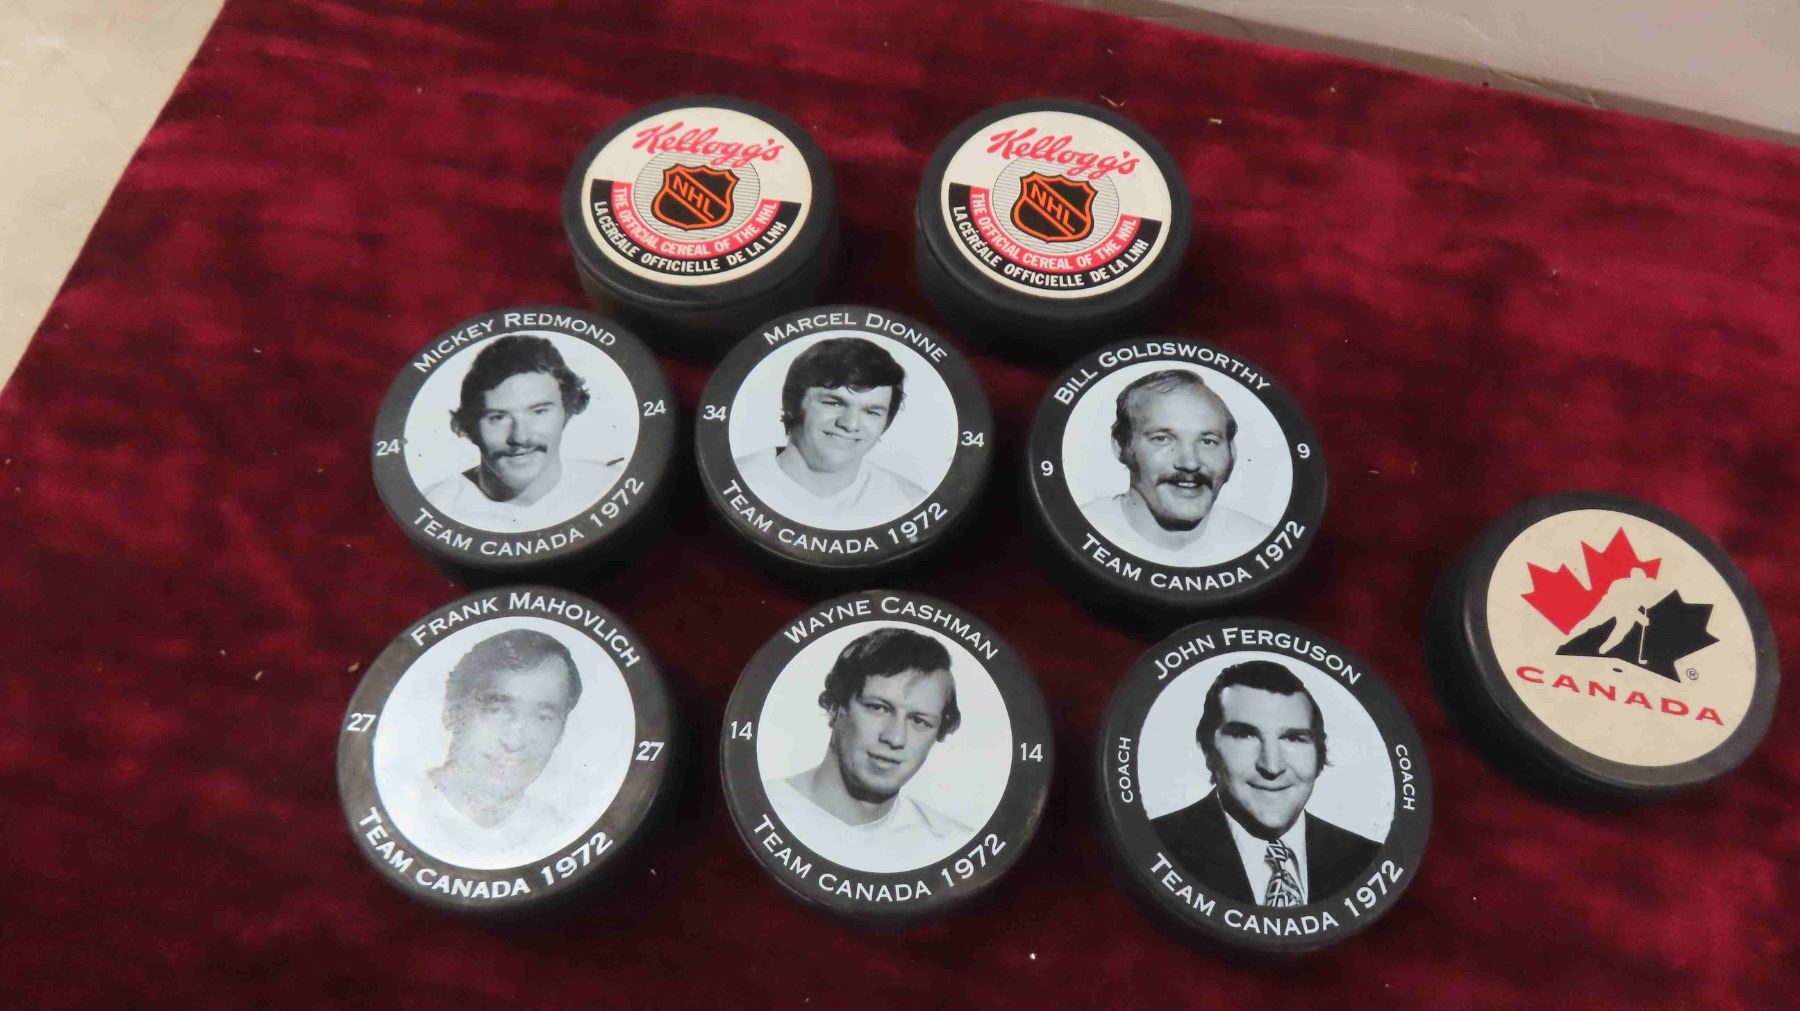 Kellogg's
NHL
THE OFFICIAL CEREAL OF THE NHL
LA CÉRÉALE OFFICIELLE DE LA LNH
Kellogg's
NHL
THE OFFICIAL CEREAL OF THE NHL
LA CÉRÉALE OFFICIELLE DE LA LNH
MICKEY REDMOND
24 24
TEAM CANADA 1972
MARCEL DIONNE
34 34
TEAM CANADA 1972
BILL GOLDSWORTHY
9 9
TEAM CANADA 1972
FRANK MAHOVLICH
27 27
TEAM CANADA 1972
WAYNE CASHMAN
14 14
TEAM CANADA 1972
JOHN FERGUSON
COACH COACH
TEAM CANADA 1972
®
CANADA